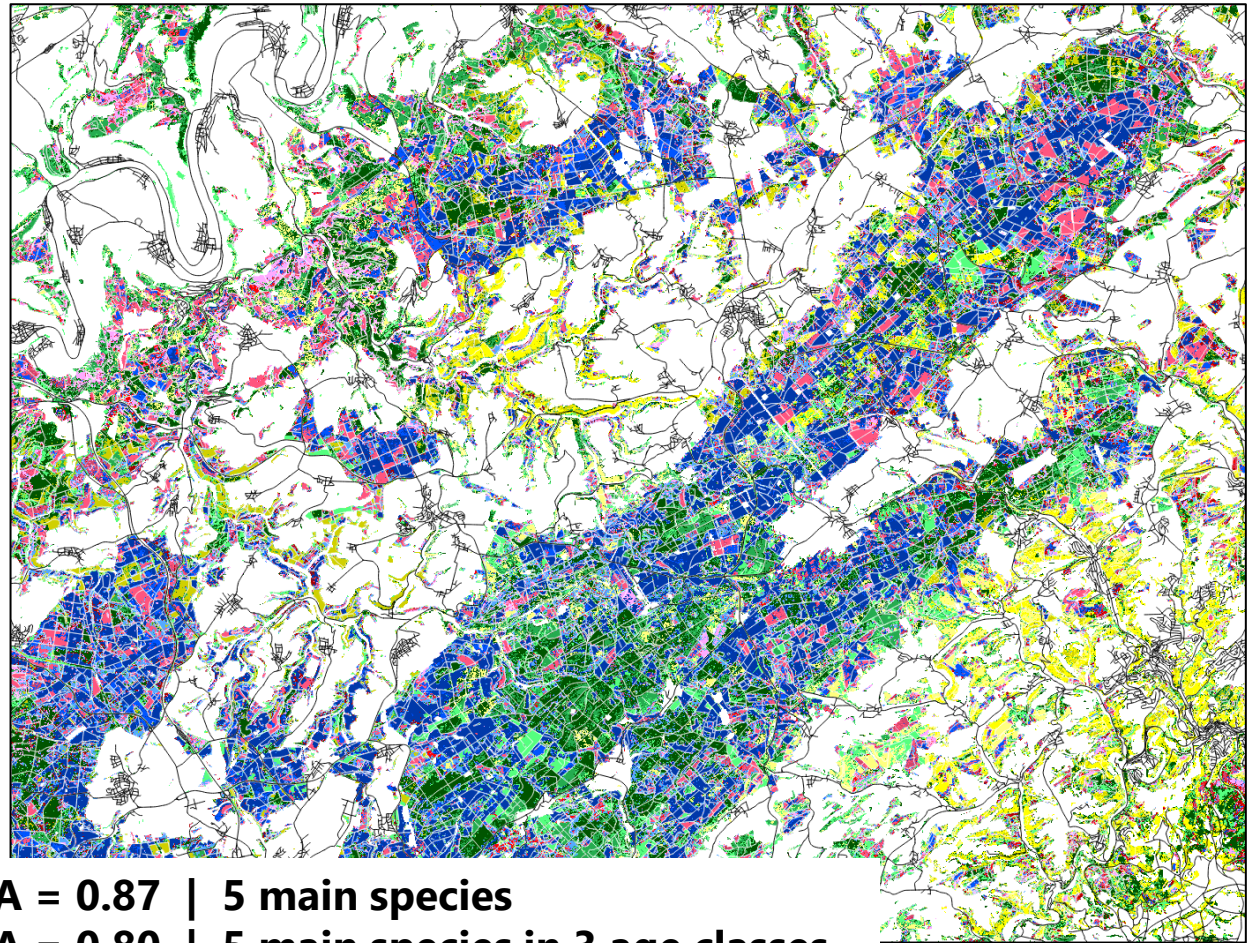 A = 0.87 | 5 main species
A = 0.80 | 5 main species in 3 age classes